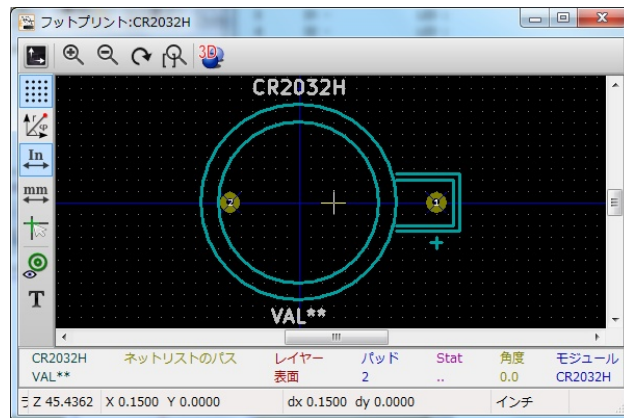 フットプリント:CR2032H
3D
CR2032H
r φ
In
mm
2
1
+
T
VAL**
CR2032H ネットリストのパス レイヤー パッド Stat 角度 モジュール
VAL** 表面 2 .. 0.0 CR2032H
Z 45.4362 X 0.1500 Y 0.0000 dx 0.1500 dy 0.0000 インチ